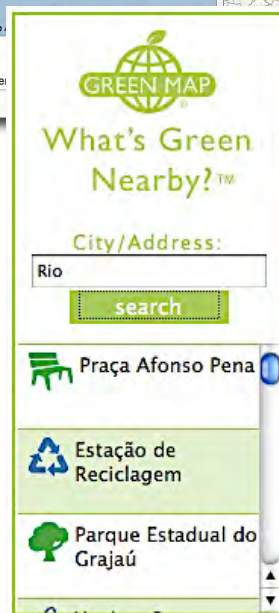 GREEN MAP
®
What's Green
Nearby?™
City/Address:
Rio
search
Praça Afonso Pena
Estação de
Reciclagem
Parque Estadual do
Grajaú